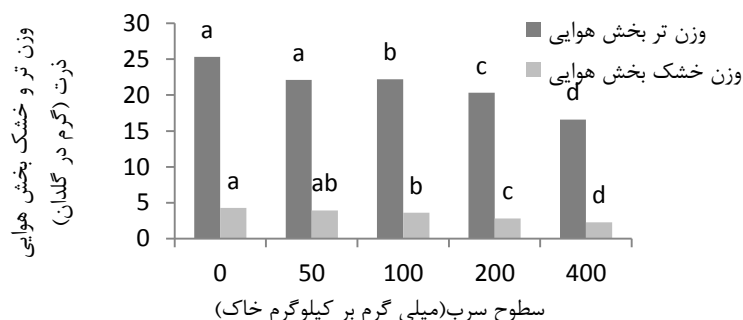 وزن تر و خشک بخش هوایی
ذرت (گرم در گلدان)
30
25
20
15
10
5
0
وزن تر بخش هوایی
وزن خشک بخش هوایی
a a b c d
a ab b c d
0 50 100 200 400
سطوح سرب(میلی گرم بر کیلوگرم خاک)